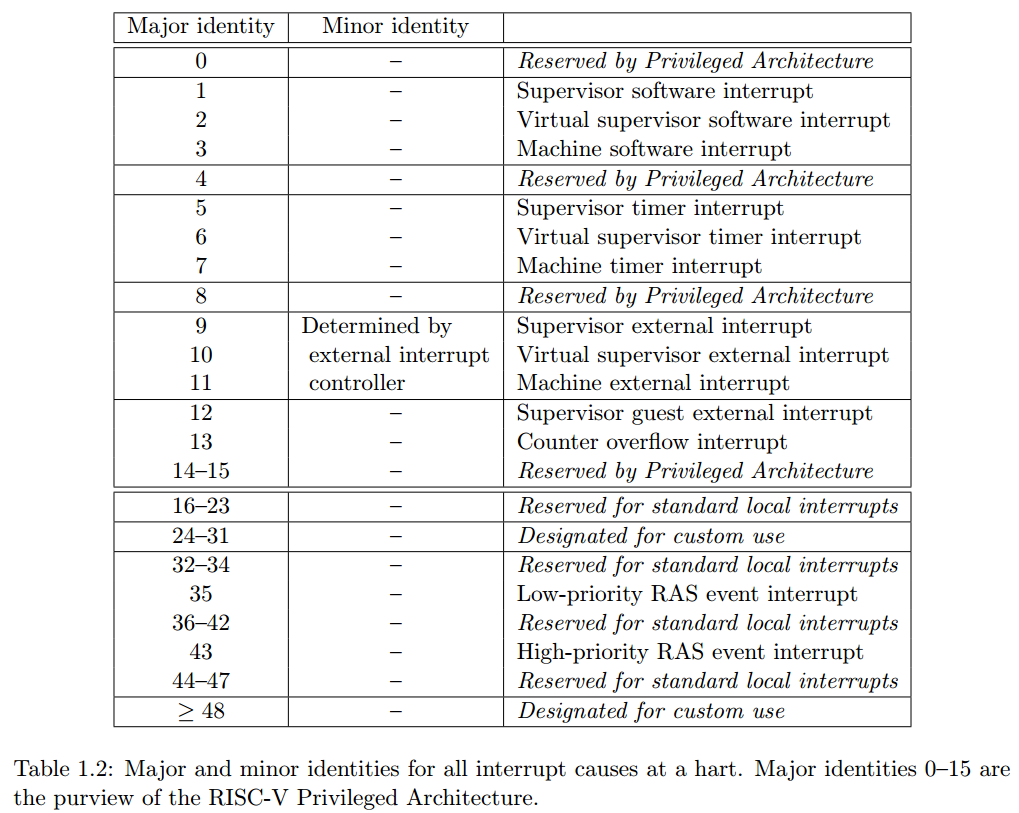 Major identity Minor identity
0 – Reserved by Privileged Architecture
1 – Supervisor software interrupt
2 – Virtual supervisor software interrupt
3 – Machine software interrupt
4 – Reserved by Privileged Architecture
5 – Supervisor timer interrupt
6 – Virtual supervisor timer interrupt
7 – Machine timer interrupt
8 – Reserved by Privileged Architecture
9 Determined by Supervisor external interrupt
10 external interrupt Virtual supervisor external interrupt
11 controller Machine external interrupt
12 – Supervisor guest external interrupt
13 – Counter overflow interrupt
14–15 – Reserved by Privileged Architecture
16–23 – Reserved for standard local interrupts
24–31 – Designated for custom use
32–34 – Reserved for standard local interrupts
35 – Low-priority RAS event interrupt
36–42 – Reserved for standard local interrupts
43 – High-priority RAS event interrupt
44–47 – Reserved for standard local interrupts
≥ 48 – Designated for custom use
Table 1.2: Major and minor identities for all interrupt causes at a hart. Major identities 0–15 are
the purview of the RISC-V Privileged Architecture.